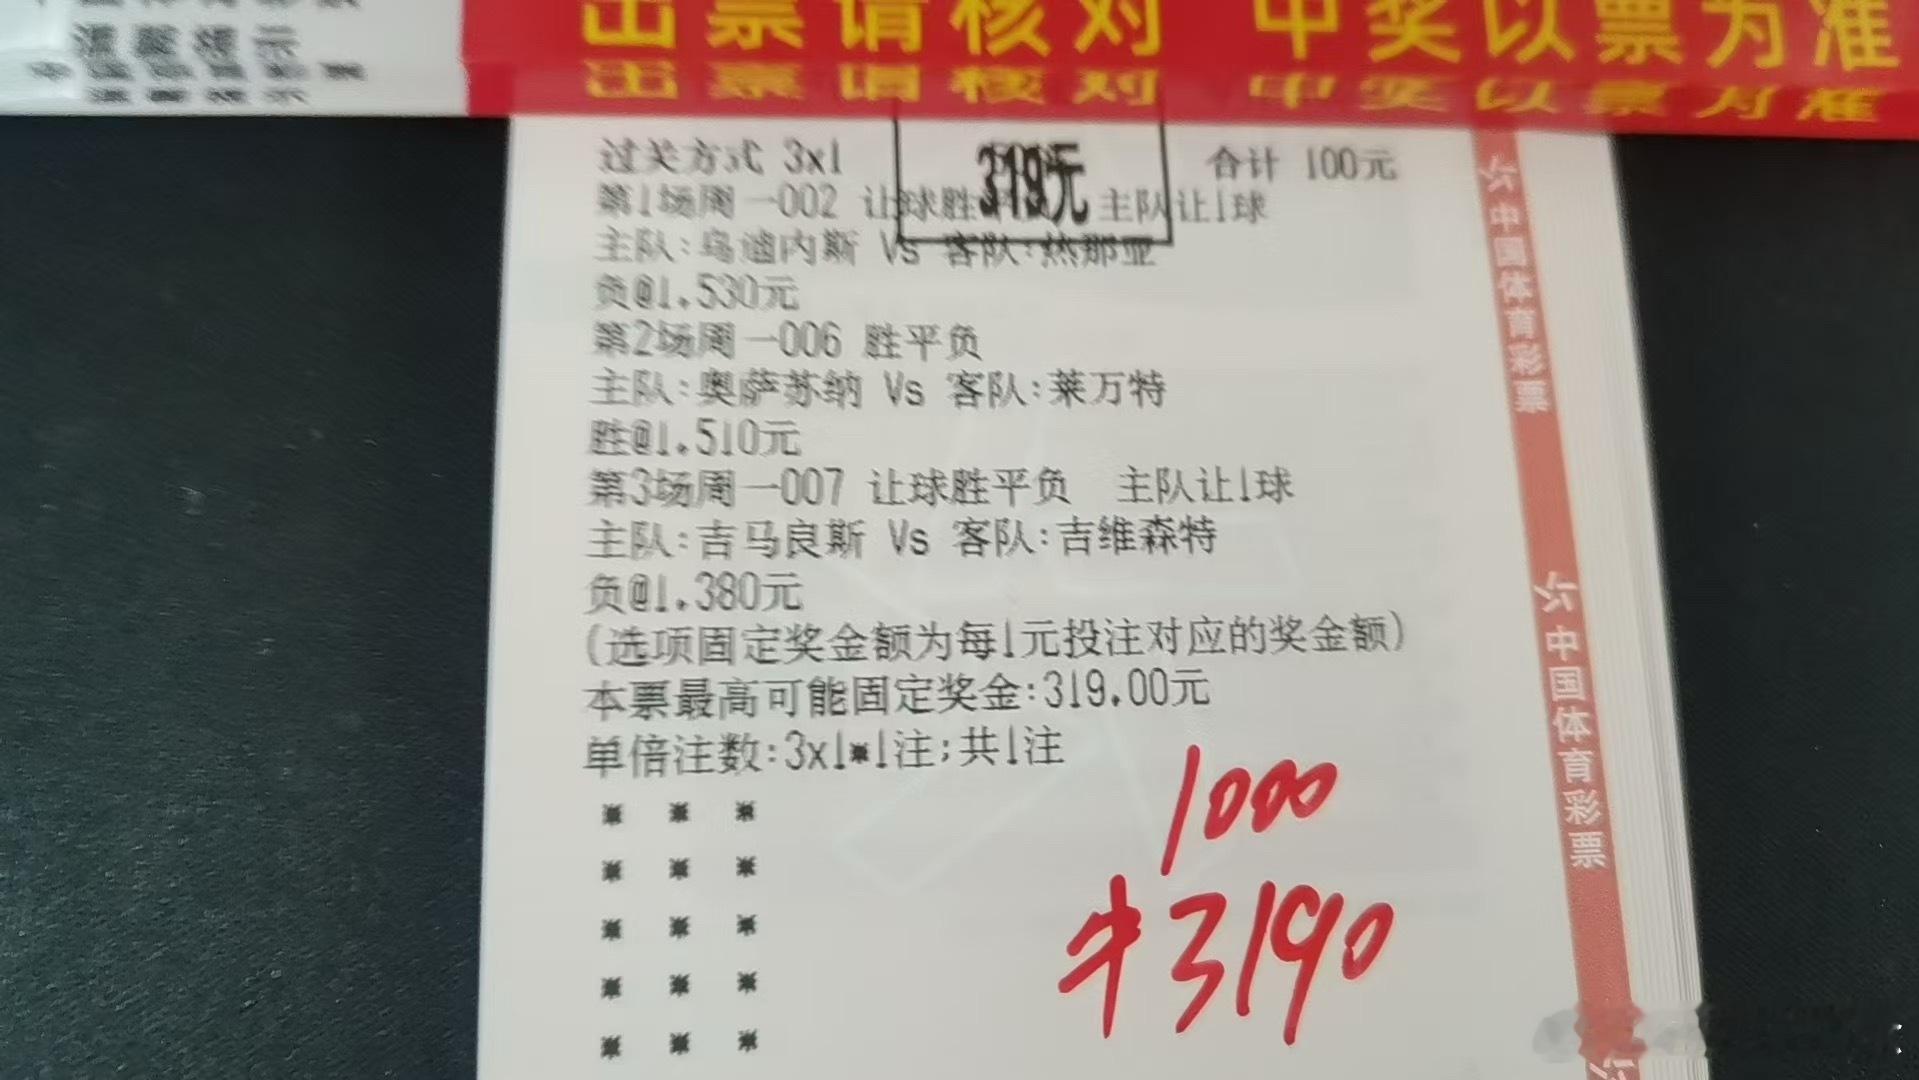 温馨提示
出票请核对 中奖以票为准
出票请核对 中奖以票为准
319元
过关方式 3x1 合计 100元
第1场周一002 让球胜 主队让1球
主队:乌迪内斯 Vs 客队:热那亚
负@1.530元
第2场周一006 胜平负
主队:奥萨苏纳 Vs 客队:莱万特
胜@1.510元
第3场周一007 让球胜平负 主队让1球
主队:吉马良斯 Vs 客队:吉维森特
负@1.380元
(选项固定奖金额为每1元投注对应的奖金额)
本票最高可能固定奖金:319.00元
单倍注数:3x1*1注;共1注
1000
中3190
中国体育彩票
中国体育彩票